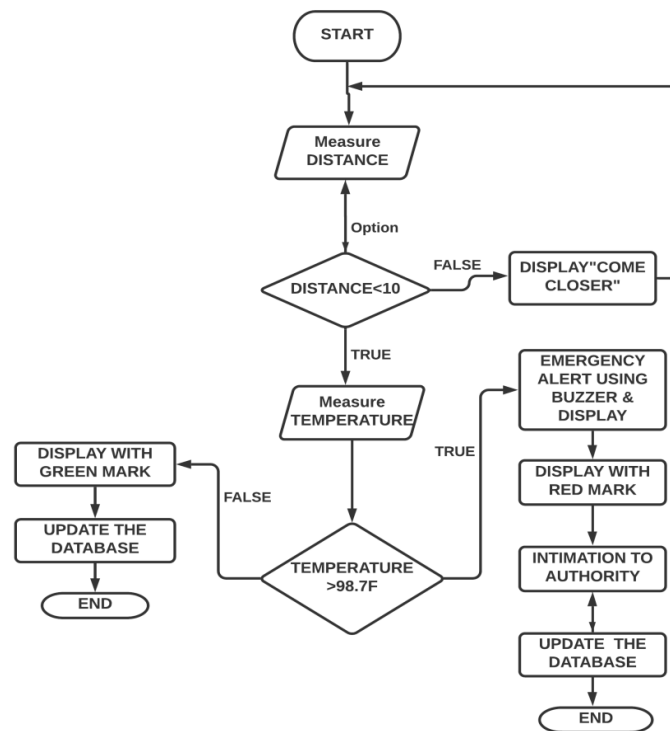 START
Measure
DISTANCE
Option
DISTANCE<10
FALSE
DISPLAY"COME
CLOSER"
TRUE
Measure
TEMPERATURE
EMERGENCY
ALERT USING
BUZZER &
DISPLAY
TRUE
DISPLAY WITH
GREEN MARK
FALSE
DISPLAY WITH
RED MARK
UPDATE THE
DATABASE
TEMPERATURE
>98.7F
INTIMATION TO
AUTHORITY
END
UPDATE THE
DATABASE
END